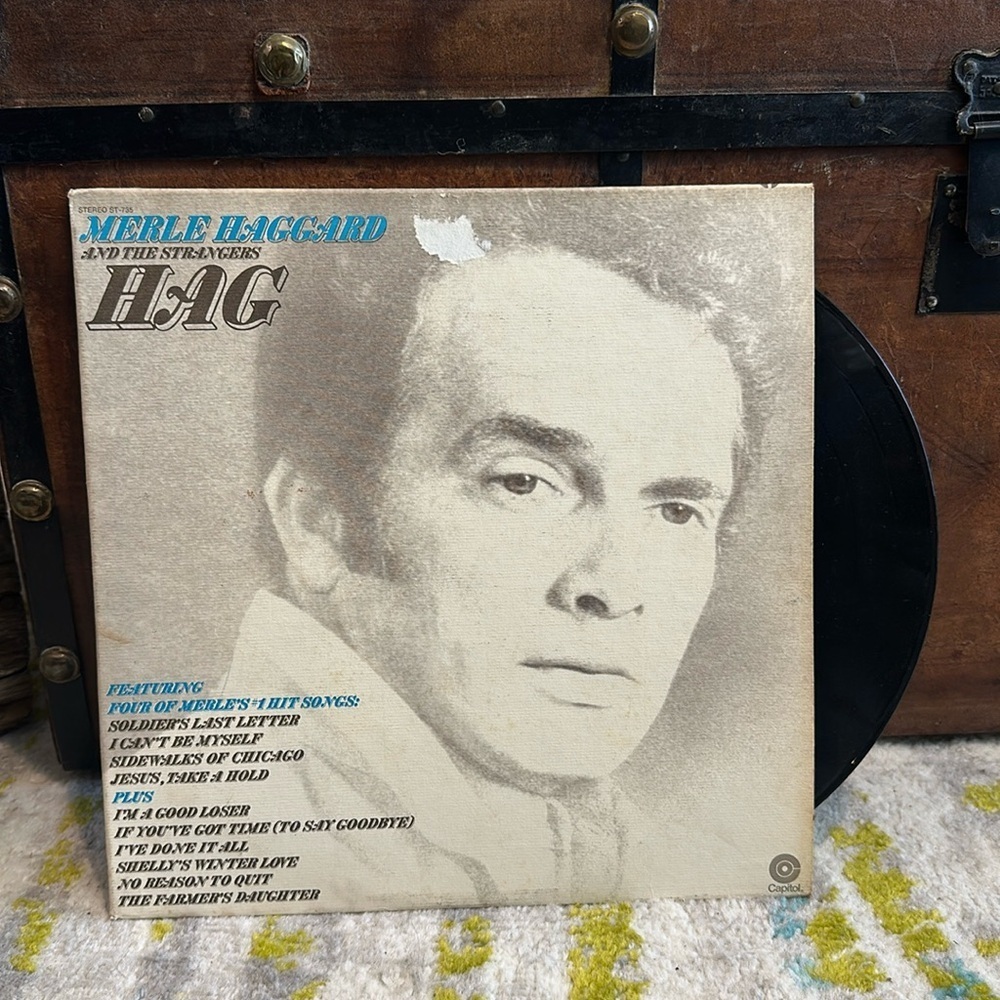 STEREO ST-735
MERLE HAGGARD
AND THE STRANGERS
HAG
FEATURING
FOUR OF MERLE'S #1 HIT SONGS:
SOLDIER'S LAST LETTER
I CAN'T BE MYSELF
SIDEWALKS OF CHICAGO
JESUS, TAKE A HOLD
PLUS
I'M A GOOD LOSER
IF YOU'VE GOT TIME (TO SAY GOODBYE)
I'VE DONE IT ALL
SHELLY'S WINTER LOVE
NO REASON TO QUIT
THE FARMER'S DAUGHTER
Capitol